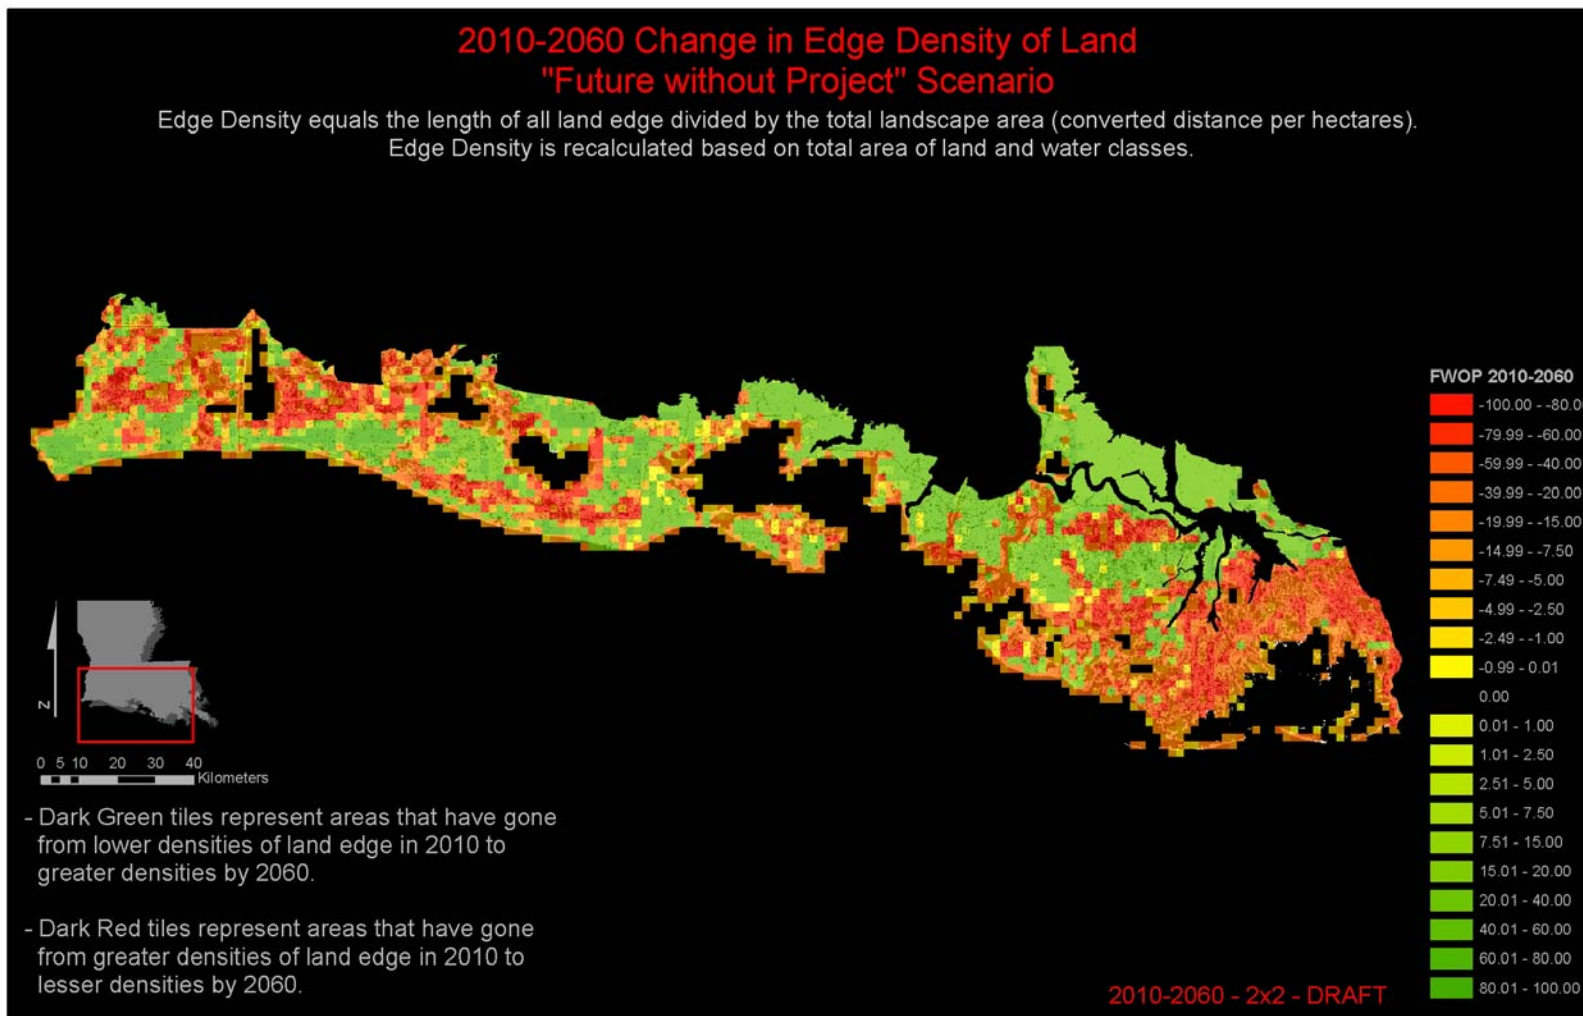 2010-2060 Change in Edge Density of Land
"Future without Project" Scenario
Edge Density equals the length of all land edge divided by the total landscape area (converted distance per hectares).
Edge Density is recalculated based on total area of land and water classes.
FWOP 2010-2060
-100.00 - -80.00
-79.99 - -60.00
-59.99 - -40.00
-39.99 - -20.00
-19.99 - -15.00
-14.99 - -7.50
-7.49 - -5.00
-4.99 - -2.50
-2.49 - -1.00
-0.99 - 0.01
0.00
0.01 - 1.00
1.01 - 2.50
2.51 - 5.00
5.01 - 7.50
7.51 - 15.00
15.01 - 20.00
20.01 - 40.00
40.01 - 60.00
60.01 - 80.00
80.01 - 100.00
N
0 5 10 20 30 40
Kilometers
- Dark Green tiles represent areas that have gone
from lower densities of land edge in 2010 to
greater densities by 2060.
- Dark Red tiles represent areas that have gone
from greater densities of land edge in 2010 to
lesser densities by 2060.
2010-2060 - 2x2 - DRAFT